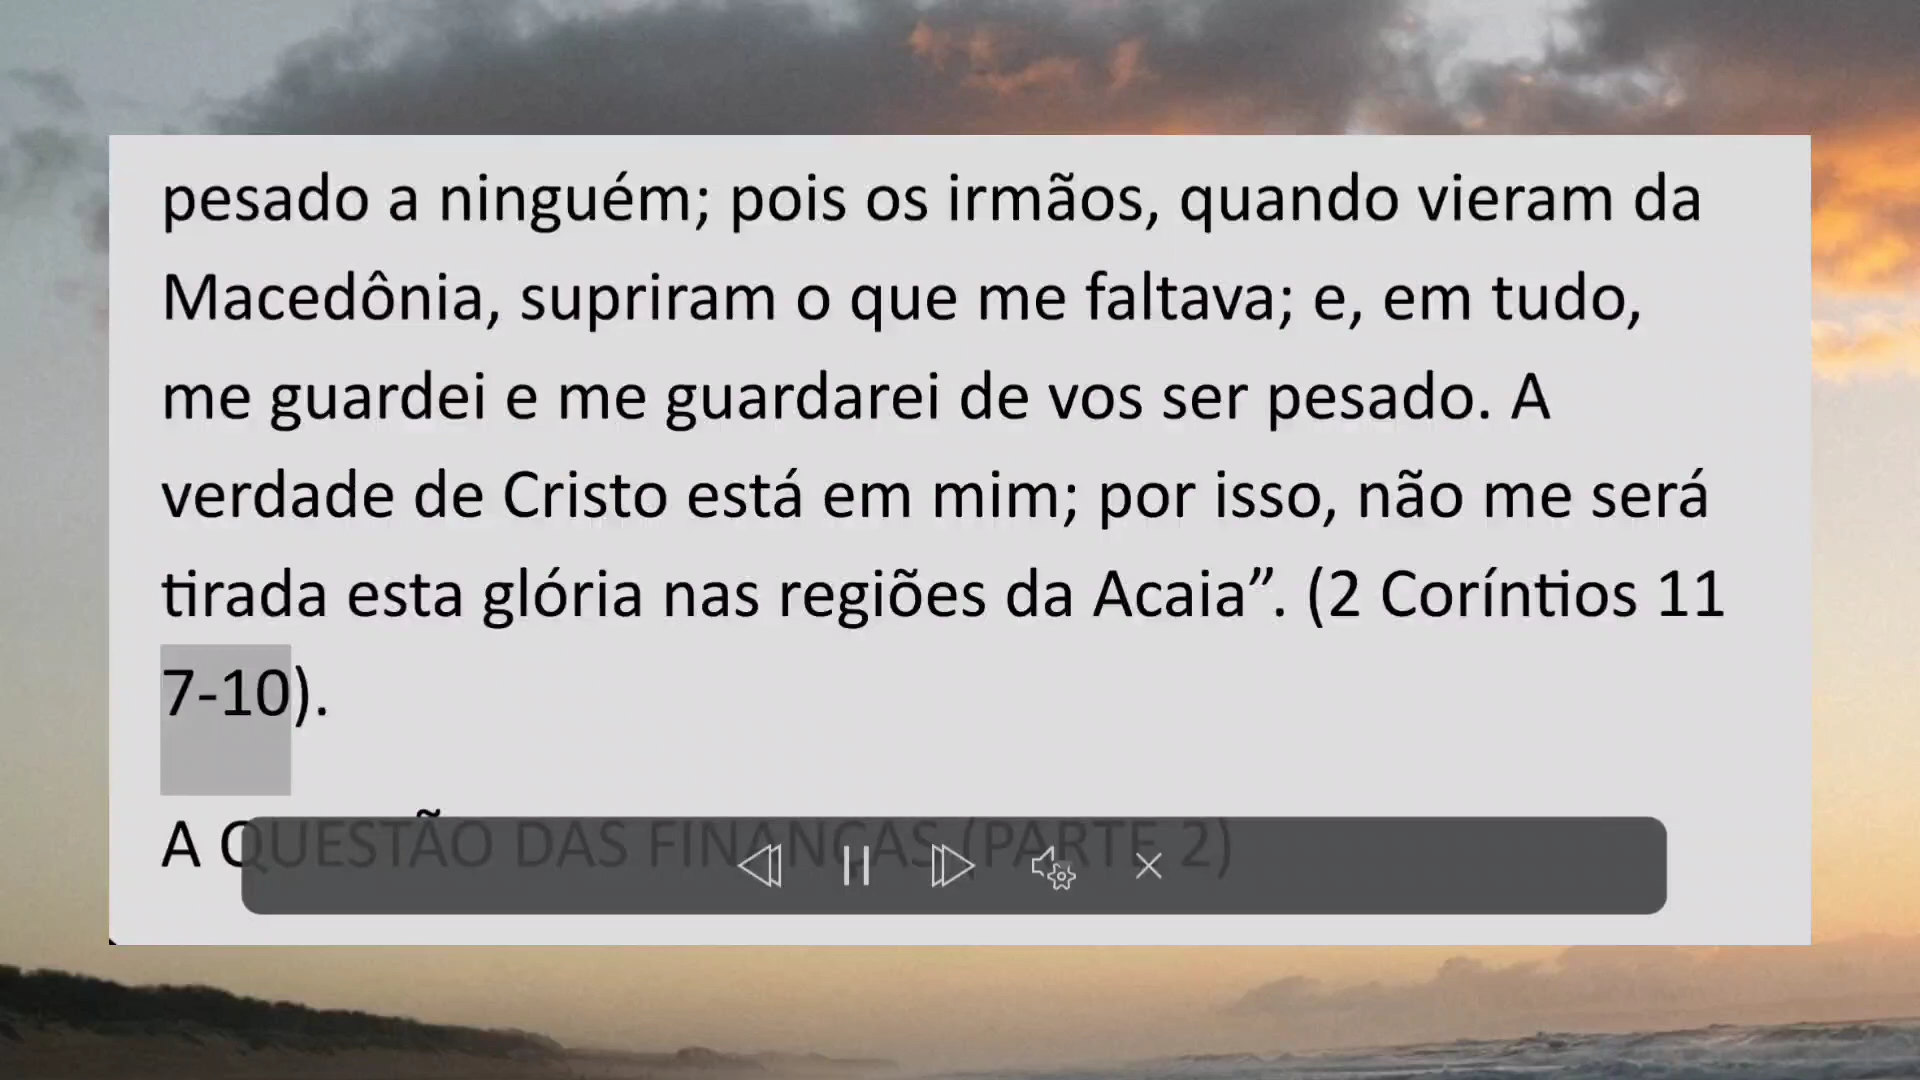 pesado a ninguém; pois os irmãos, quando vieram da
Macedônia, supriram o que me faltava; e, em tudo,
me guardei e me guardarei de vos ser pesado. A
verdade de Cristo está em mim; por isso, não me será
tirada esta glória nas regiões da Acaia”. (2 Coríntios 11
7-10).
A QUESTÃO DAS FINANÇAS (PARTE 2)